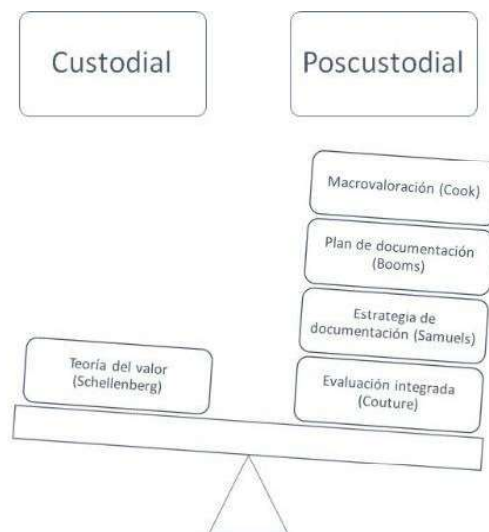 Custodial
Poscustodial
Macrovaloración (Cook)
Plan de documentación
(Booms)
Estrategia de
documentación (Samuels)
Teoría del valor
(Schellenberg)
Evaluación integrada
(Couture)